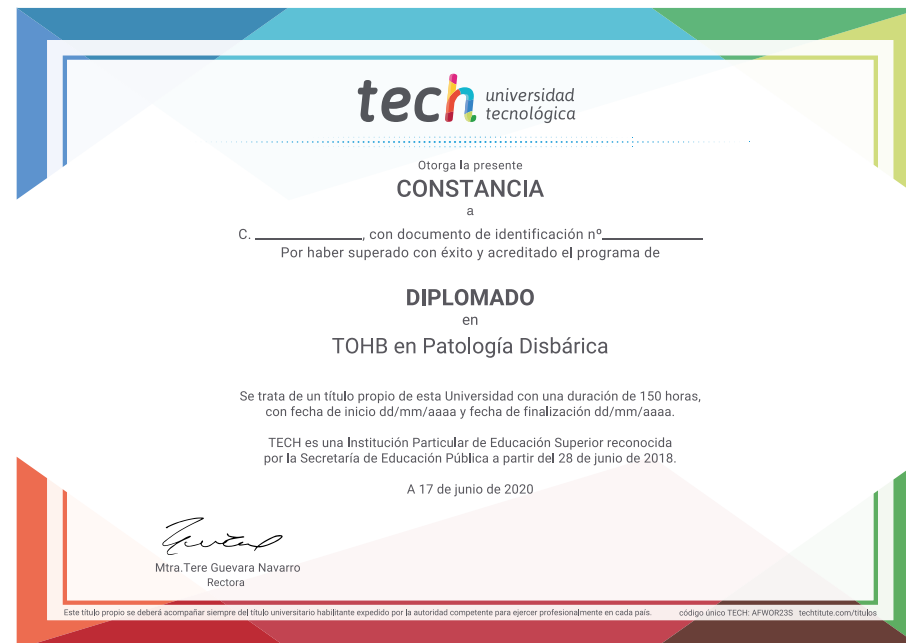 tech universidad
tecnológica
Otorga la presente
CONSTANCIA
a
C. ______________, con documento de identificación nº_____________
Por haber superado con éxito y acreditado el programa de
DIPLOMADO
en
TOHB en Patología Disbárica
Se trata de un título propio de esta Universidad con una duración de 150 horas,
con fecha de inicio dd/mm/aaaa y fecha de finalización dd/mm/aaaa.
TECH es una Institución Particular de Educación Superior reconocida
por la Secretaría de Educación Pública a partir del 28 de junio de 2018.
A 17 de junio de 2020
Mtra.Tere Guevara Navarro
Rectora
Este título propio se deberá acompañar siempre del título universitario habilitante expedido por la autoridad competente para ejercer profesionalmente en cada país. código único TECH: AFWOR23S techtitute.com/titulos